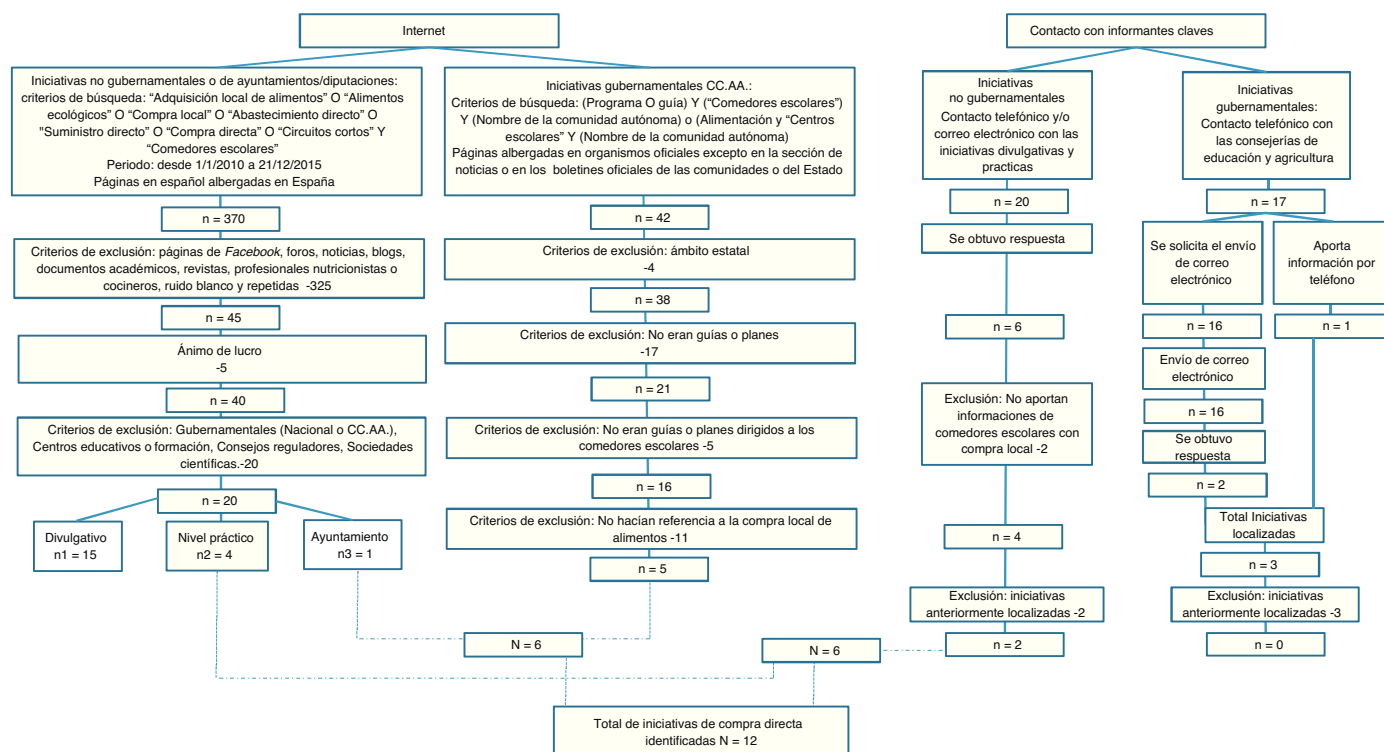 Internet
Iniciativas no gubernamentales o de ayuntamientos/diputaciones:
criterios de búsqueda: “Adquisición local de alimentos” O “Alimentos
ecológicos” O “Compra local” O “Abastecimiento directo” O
"Suministro directo” O “Compra directa” O “Circuitos cortos” Y
“Comedores escolares”
Periodo: desde 1/1/2010 a 21/12/2015
Páginas en español albergadas en España
n = 370
Criterios de exclusión: páginas de Facebook, foros, noticias, blogs,
documentos académicos, revistas, profesionales nutricionistas o
cocineros, ruido blanco y repetidas -325
n = 45
Ánimo de lucro
-5
n = 40
Criterios de exclusión: Gubernamentales (Nacional o CC.AA.),
Centros educativos o formación, Consejos reguladores, Sociedades
científicas.-20
n = 20
Divulgativo
n1 = 15
Nivel práctico
n2 = 4
Ayuntamiento
n3 = 1
Iniciativas gubernamentales CC.AA.:
Criterios de búsqueda: (Programa O guía) Y (“Comedores escolares”)
Y (Nombre de la comunidad autónoma) o (Alimentación y “Centros
escolares” Y (Nombre de la comunidad autónoma)
Páginas albergadas en organismos oficiales excepto en la sección de
noticias o en los boletines oficiales de las comunidades o del Estado
n = 42
Criterios de exclusión: ámbito estatal
-4
n = 38
Criterios de exclusión: No eran guías o planes
-17
n = 21
Criterios de exclusión: No eran guías o planes dirigidos a los
comedores escolares -5
n = 16
Criterios de exclusión: No hacían referencia a la compra local de
alimentos -11
n = 5
Contacto con informantes claves
Iniciativas
no gubernamentales
Contacto telefónico y/o
correo electrónico con las
iniciativas divulgativas y
practicas
n = 20
Se obtuvo respuesta
n = 6
Exclusión: No aportan
informaciones de
comedores escolares con
compra local -2
n = 4
Exclusión: iniciativas
anteriormente localizadas -2
n = 2
Iniciativas
gubernamentales:
Contacto telefónico con
las consejerías de
educación y agricultura
n = 17
Se solicita el envío
de correo
electrónico
n = 16
Envío de correo
electrónico
n = 16
Se obtuvo
respuesta
n = 2
Aporta
información por
teléfono
n = 1
Total Iniciativas
localizadas
n = 3
Exclusión: iniciativas
anteriormente localizadas -3
n = 0
N = 6
N = 6
Total de iniciativas de compra directa
identificadas N = 12